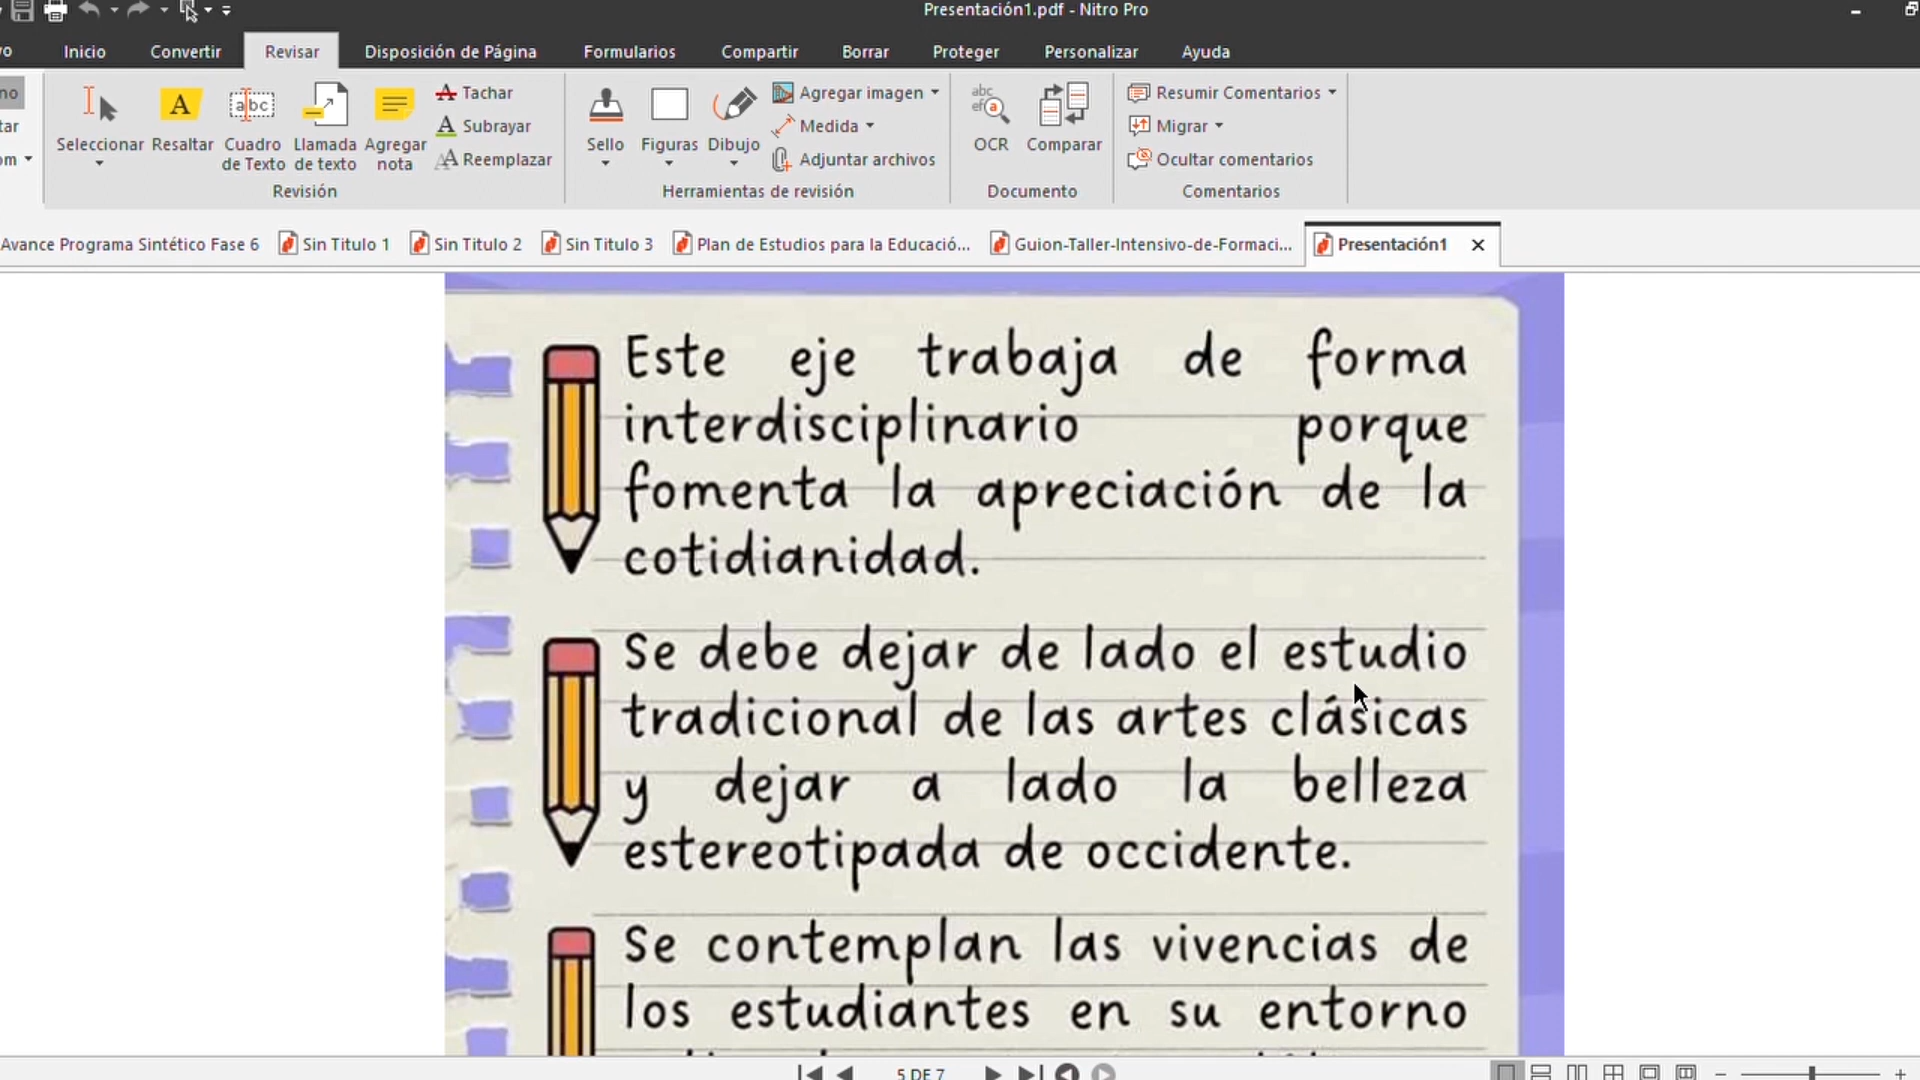 Presentación1.pdf - Nitro Pro
Inicio Convertir Revisar Disposición de Página Formularios Compartir Borrar Proteger Personalizar Ayuda
Seleccionar
Resaltar
Cuadro de Texto
Llamada de texto
Agregar nota
Tachar
Subrayar
Reemplazar
Revisión
Sello
Figuras
Dibujo
Agregar imagen
Medida
Adjuntar archivos
Herramientas de revisión
OCR
Comparar
Documento
Resumir Comentarios
Migrar
Ocultar comentarios
Comentarios
Avance Programa Sintético Fase 6 Sin Titulo 1 Sin Titulo 2 Sin Titulo 3 Plan de Estudios para la Educació... Guion-Taller-Intensivo-de-Formaci... Presentación1
Este eje trabaja de forma
interdisciplinario porque
fomenta la apreciación de la
cotidianidad.
Se debe dejar de lado el estudio
tradicional de las artes clásicas
y dejar a lado la belleza
estereotipada de occidente.
Se contemplan las vivencias de
los estudiantes en su entorno
5 DE 7